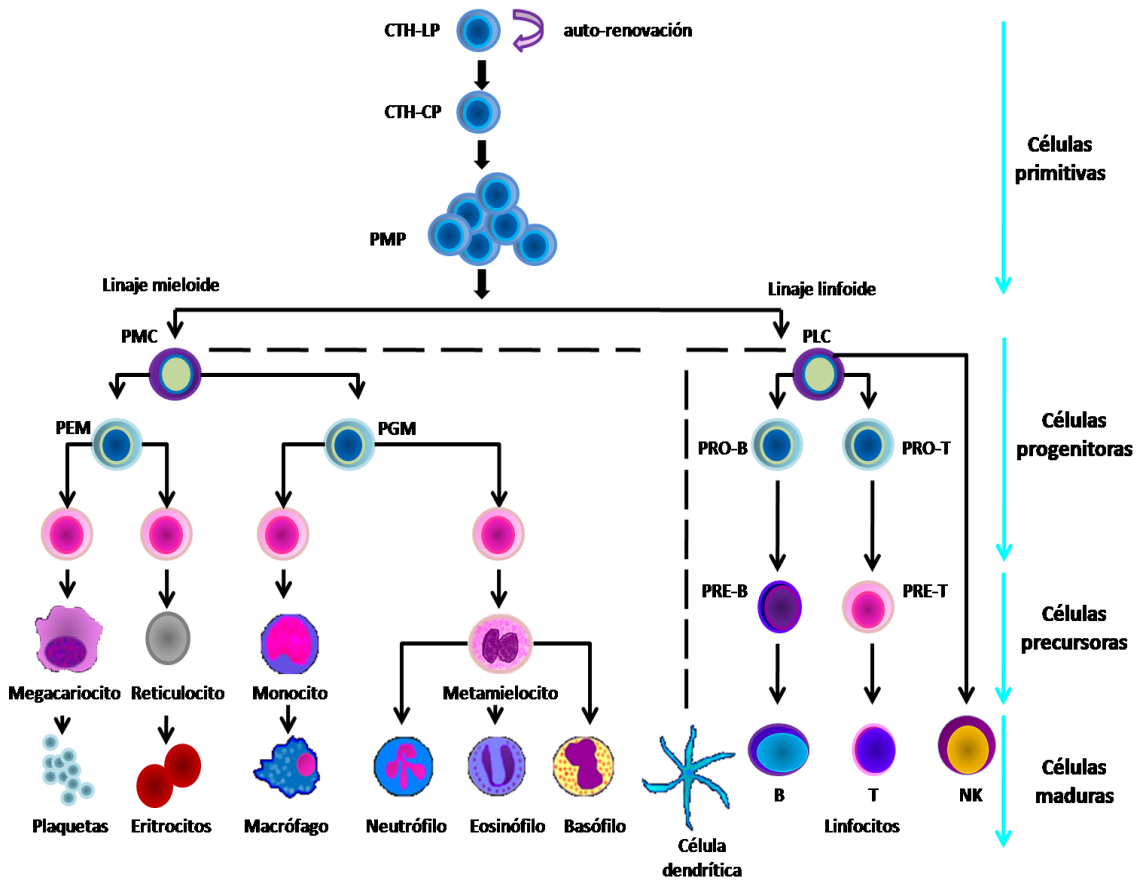 CTH-LP
auto-renovación
CTH-CP
Células
primitivas
PMP
Linaje mieloide
Linaje linfoide
PMC
PLC
PEM
PGM
PRO-B
PRO-T
Células
progenitoras
PRE-B
PRE-T
Células
precursoras
Megacariocito
Reticulocito
Monocito
Metamielocito
Células
maduras
B
T
NK
Plaquetas
Eritrocitos
Macrófago
Neutrófilo
Eosinófilo
Basófilo
Linfocitos
Célula
dendrítica